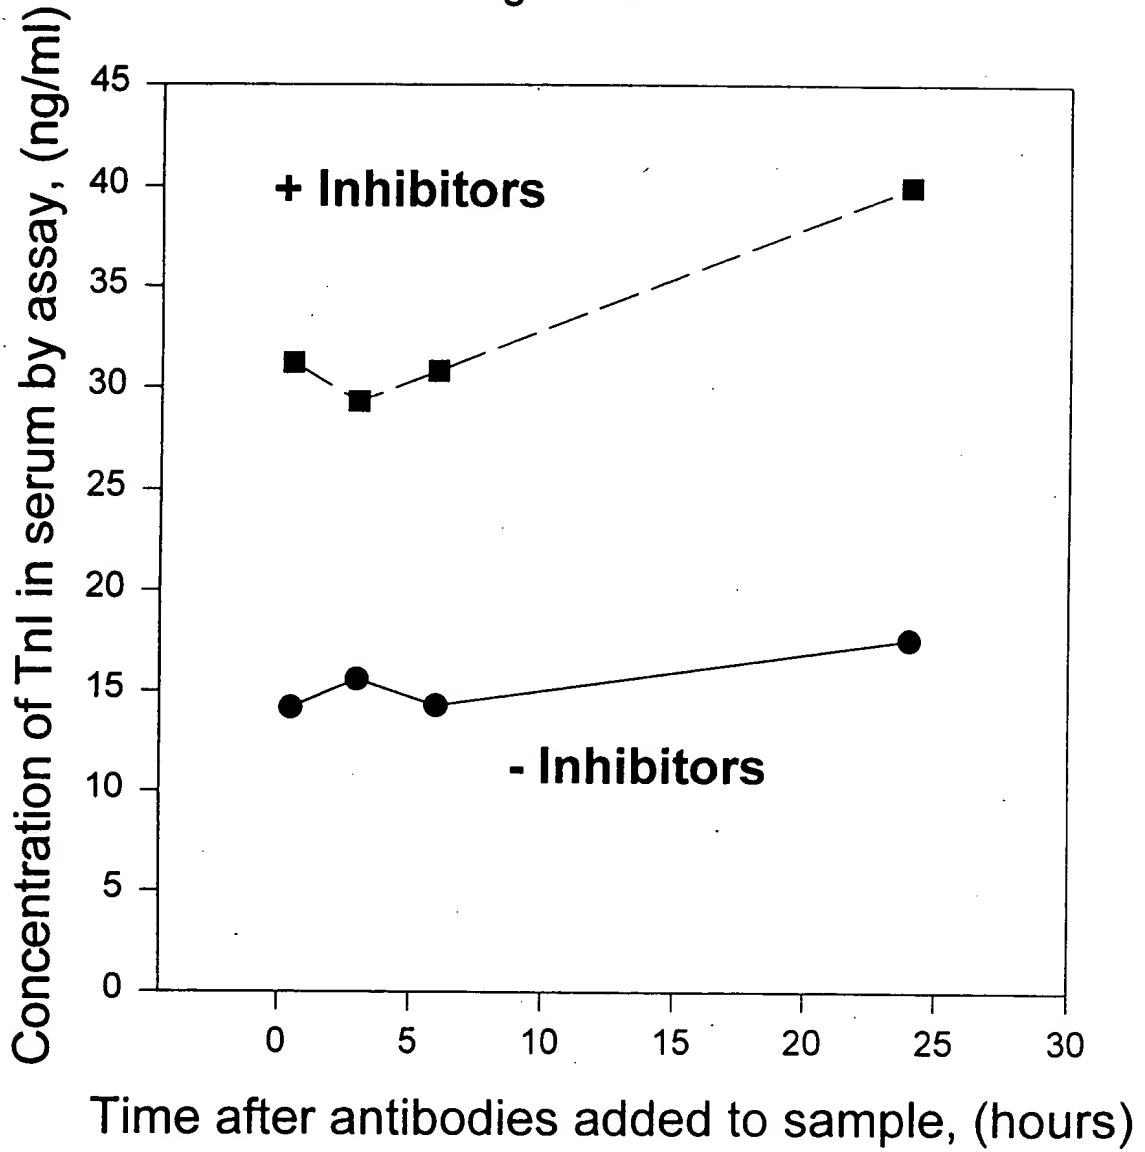 Concentration of TnI in serum by assay, (ng/ml)
45
40
35
30
25
20
15
10
5
0
+ Inhibitors
- Inhibitors
0 5 10 15 20 25 30
Time after antibodies added to sample, (hours)